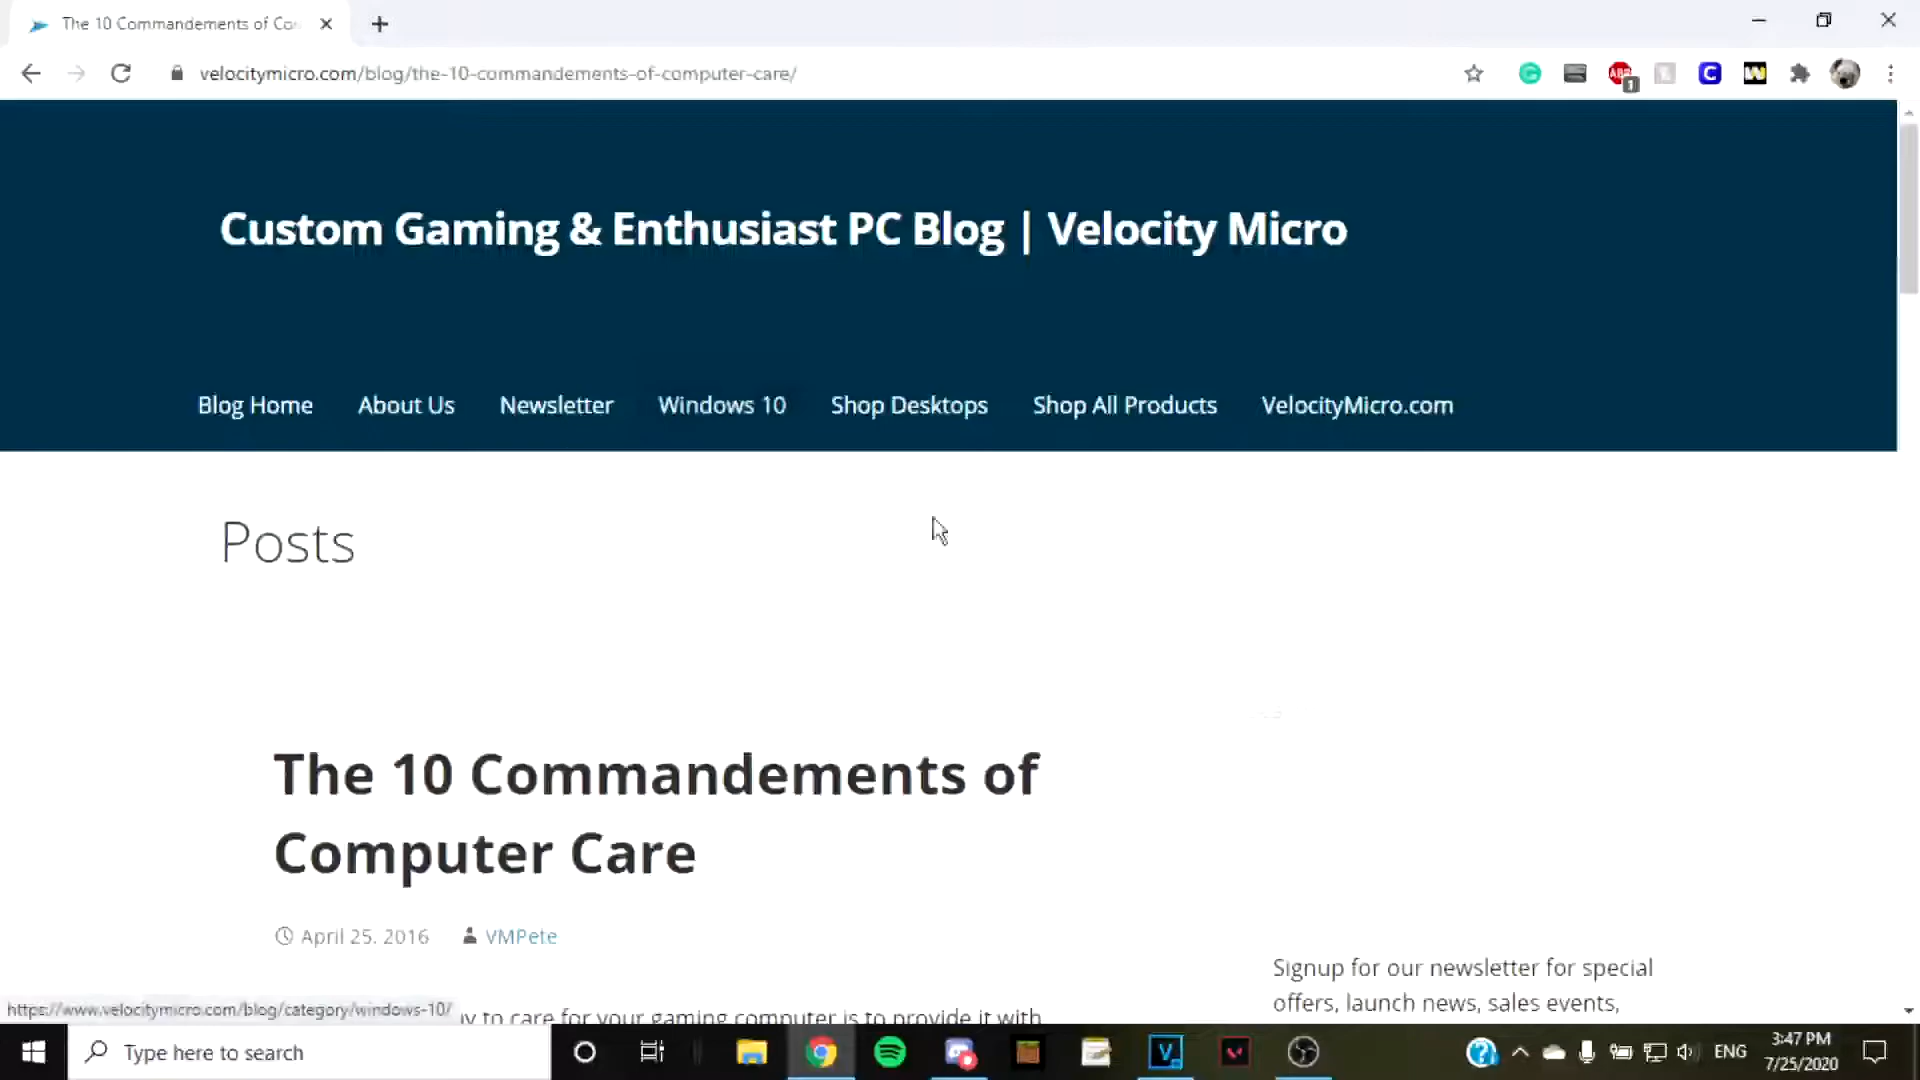 The 10 Commandements of Co
velocitymicro.com/blog/the-10-commandements-of-computer-care/
ABP
1
C
W
Custom Gaming & Enthusiast PC Blog | Velocity Micro
Blog Home About Us Newsletter Windows 10 Shop Desktops Shop All Products VelocityMicro.com
Posts
The 10 Commandements of
Computer Care
April 25, 2016 VMPete
Signup for our newsletter for special
offers, launch news, sales events,
https://www.velocitymicro.com/blog/category/windows-10/
to care for your gaming computer is to provide it with
Type here to search
V
ENG
3:47 PM
7/25/2020